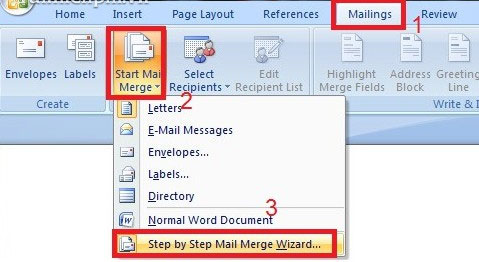 Home Insert Page Layout References Mailings Review
1
Envelopes Labels Start Mail Merge Select Recipients Edit Recipient List Highlight Merge Fields Address Block Greeting Line
Create Write & I
2
Letters
E-Mail Messages
Envelopes...
Labels...
Directory
3
Normal Word Document
Step by Step Mail Merge Wizard...